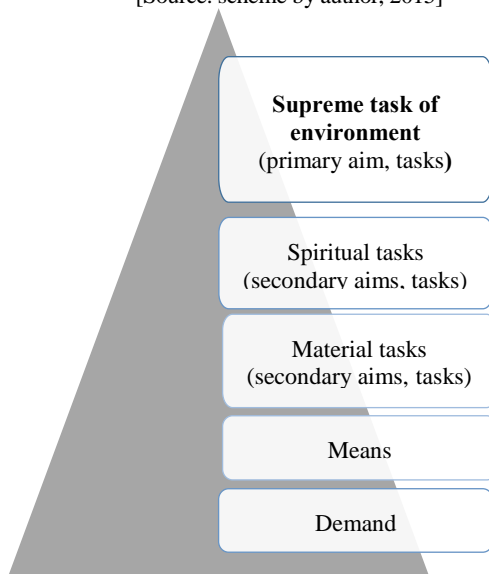 [Source: scheme by author, 2013]
Supreme task of
environment
(primary aim, tasks)
Spiritual tasks
(secondary aims, tasks)
Material tasks
(secondary aims, tasks)
Means
Demand